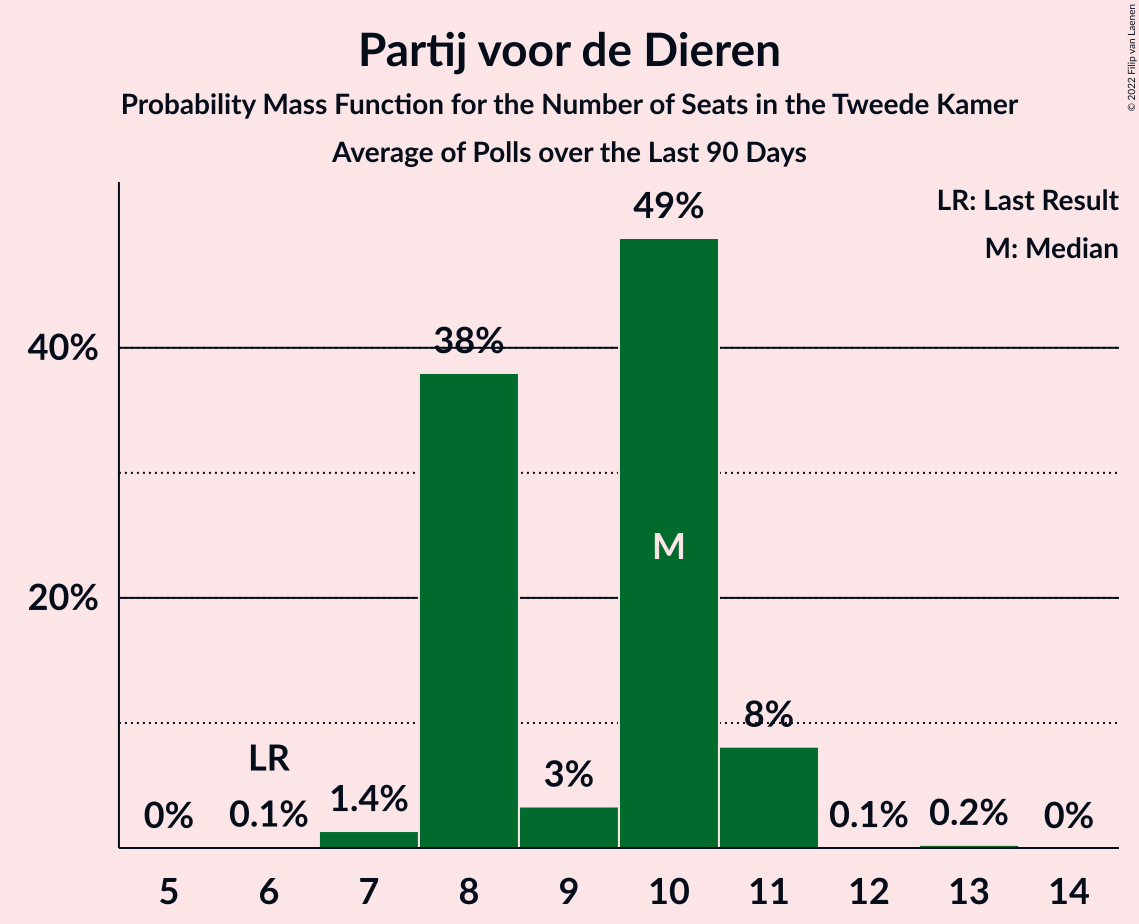 Partij voor de Dieren
Probability Mass Function for the Number of Seats in the Tweede Kamer
Average of Polls over the Last 90 Days
© 2022 Filip van Laenen
LR: Last Result
M: Median
49%
40%
38%
M
20%
8%
LR
3%
1.4%
0%
0.1%
0.1%
0.2%
0%
5 6 7 8 9 10 11 12 13 14